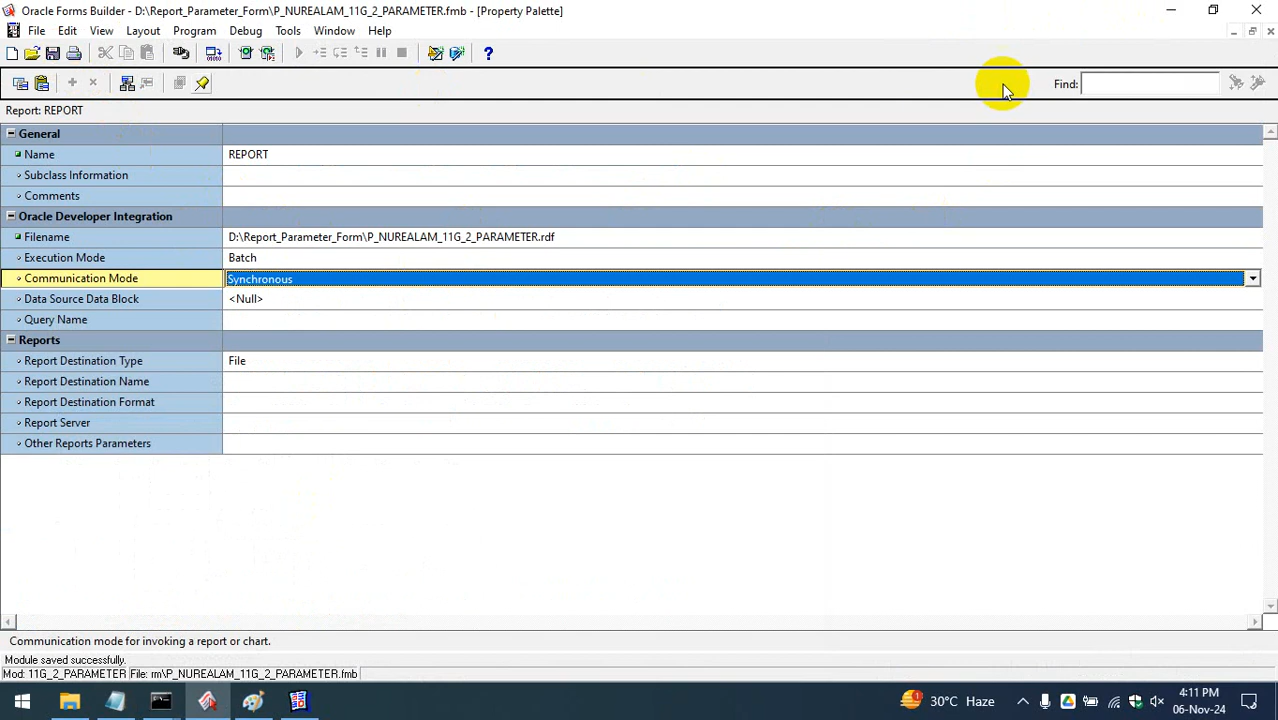 Oracle Forms Builder - D:\Report_Parameter_Form\P_NUREALAM_11G_2_PARAMETER.fmb - [Property Palette]
File Edit View Layout Program Debug Tools Window Help
Find:
Report: REPORT
General
Name REPORT
Subclass Information
Comments
Oracle Developer Integration
Filename D:\Report_Parameter_Form\P_NUREALAM_11G_2_PARAMETER.rdf
Execution Mode Batch
Communication Mode Synchronous
Data Source Data Block <Null>
Query Name
Reports
Report Destination Type File
Report Destination Name
Report Destination Format
Report Server
Other Reports Parameters
Communication mode for invoking a report or chart.
Module saved successfully.
Mod: 11G_2_PARAMETER File: rm\P_NUREALAM_11G_2_PARAMETER.fmb
30°C Haze 4:11 PM
06-Nov-24